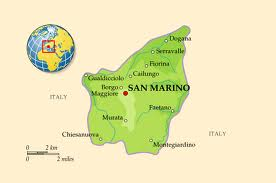 Dogana
Serravalle
Fiorina
Cailungo
Gualdicciolo
Borgo
Maggiore
SAN MARINO
ITALY
Faetano
Murata
ITALY
Chiesanuova
Montegiardino
0 2 km
0 2 miles